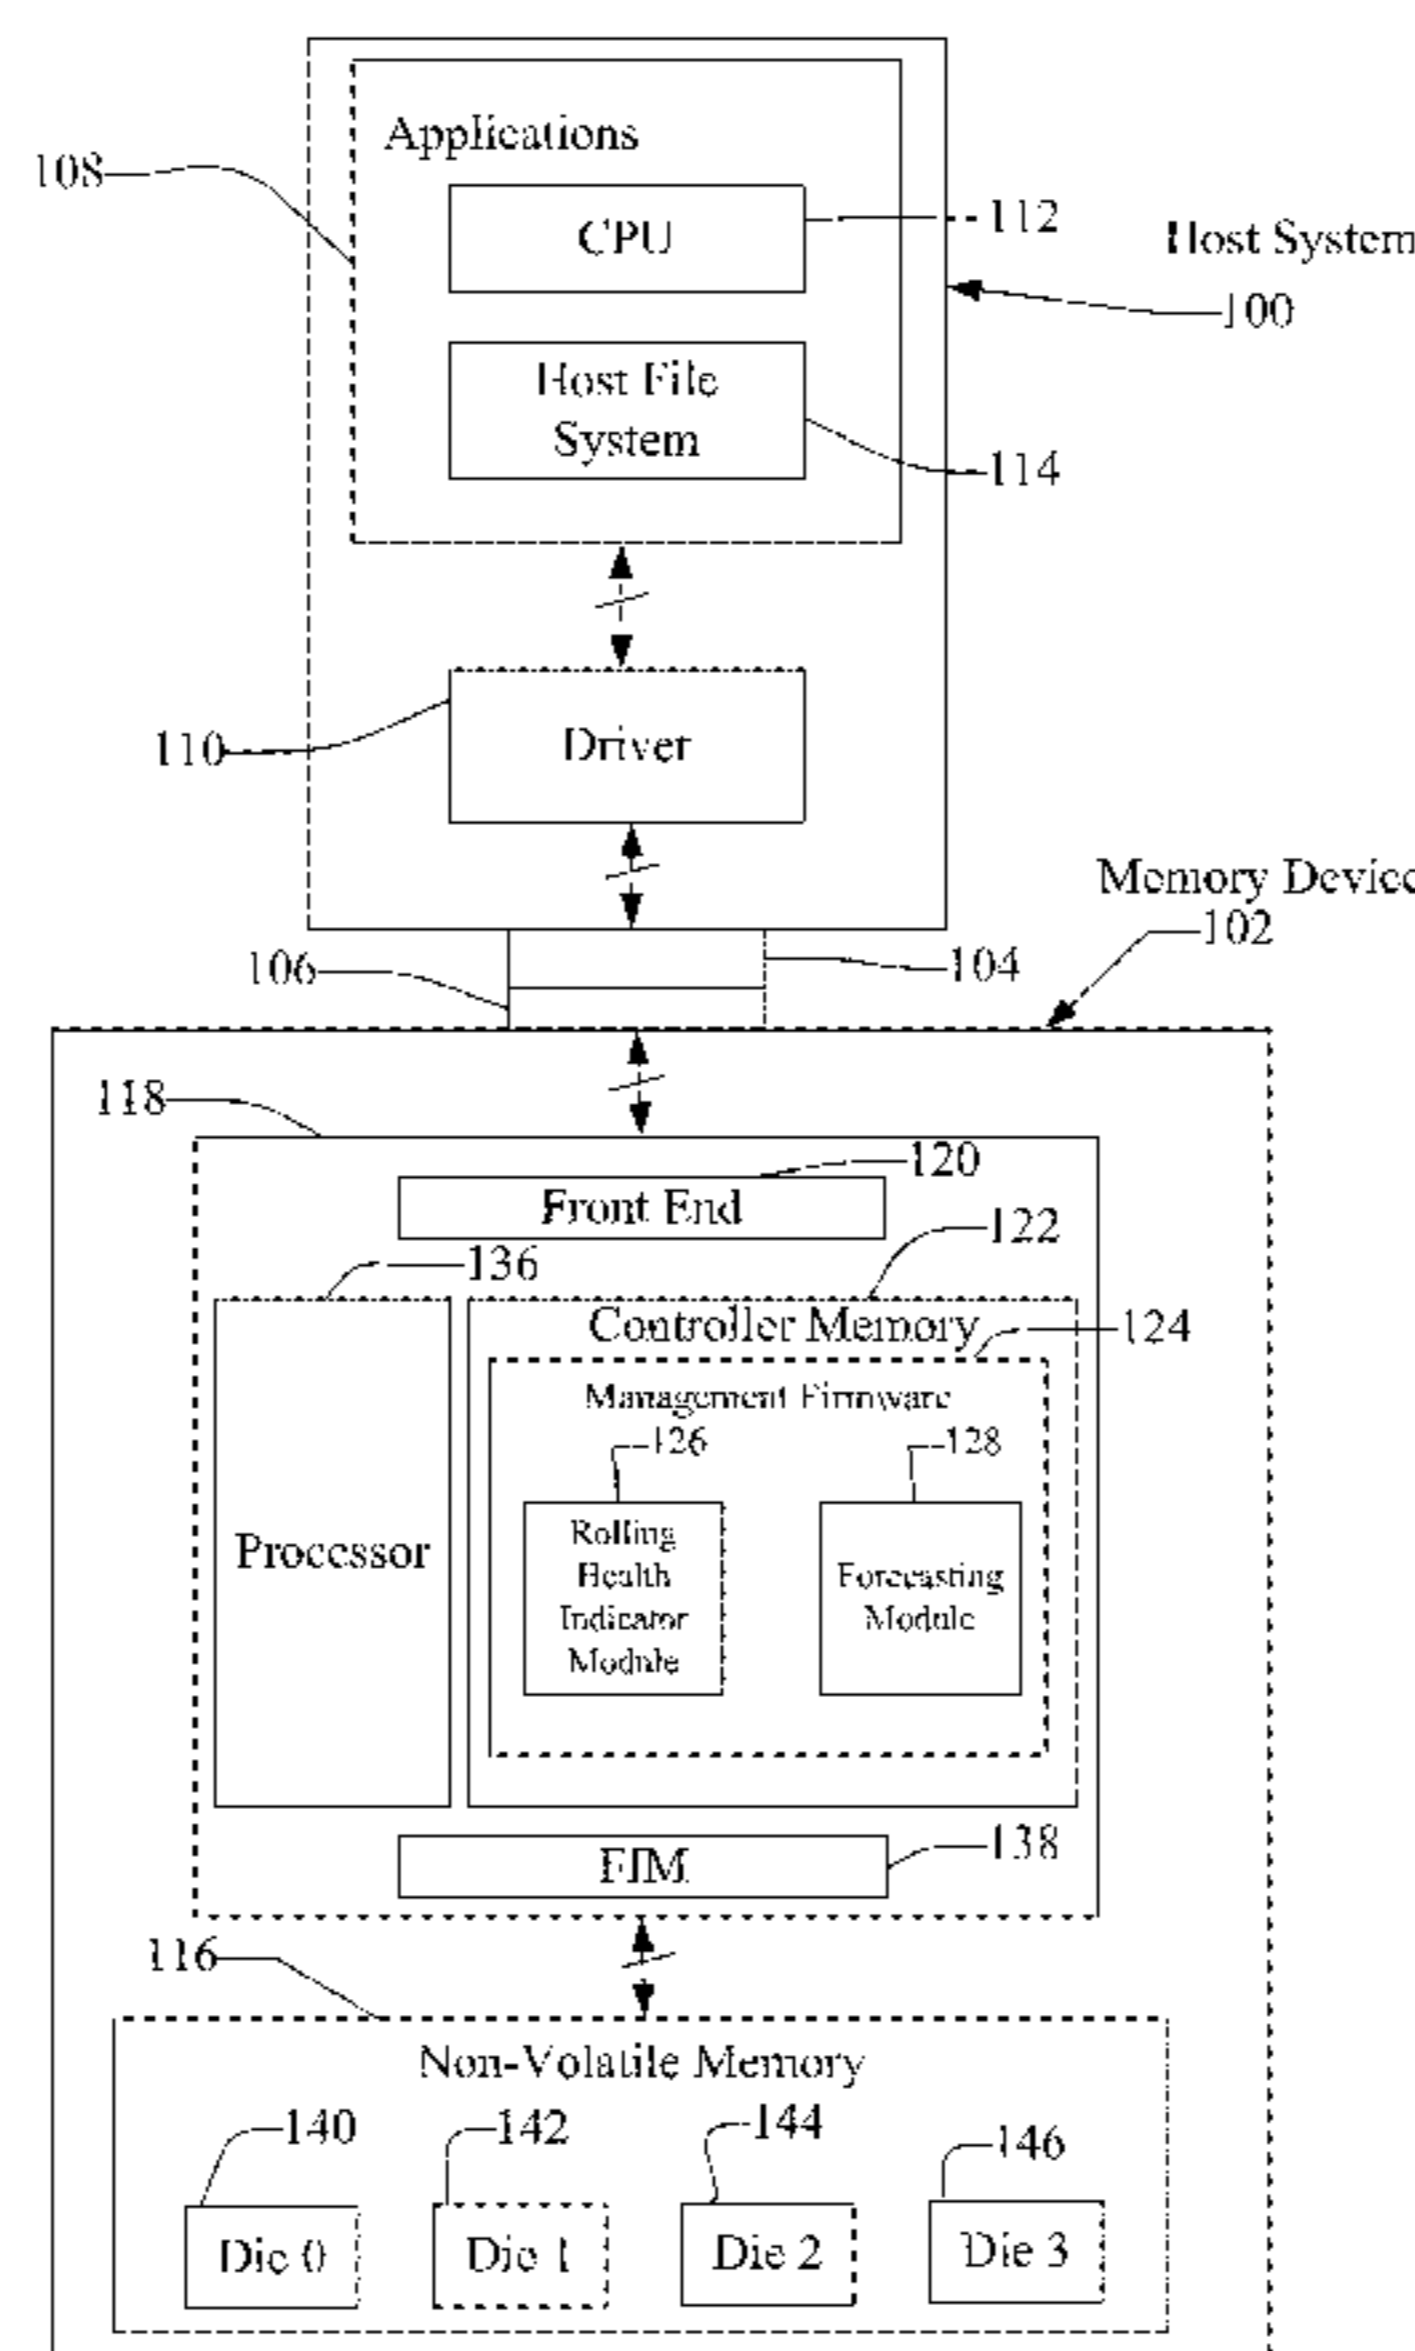 Applications
108
CPU
112
Host System
100
Host File
System
114
110
Driver
Memory Device
102
106
104
118
120
Front End
122
136
Controller Memory
124
Management Firmware
126
128
Processor
Rolling
Health
Indicator
Module
Forecasting
Module
138
FIM
116
Non-Volatile Memory
140
142
144
146
Die 0
Die 1
Die 2
Die 3